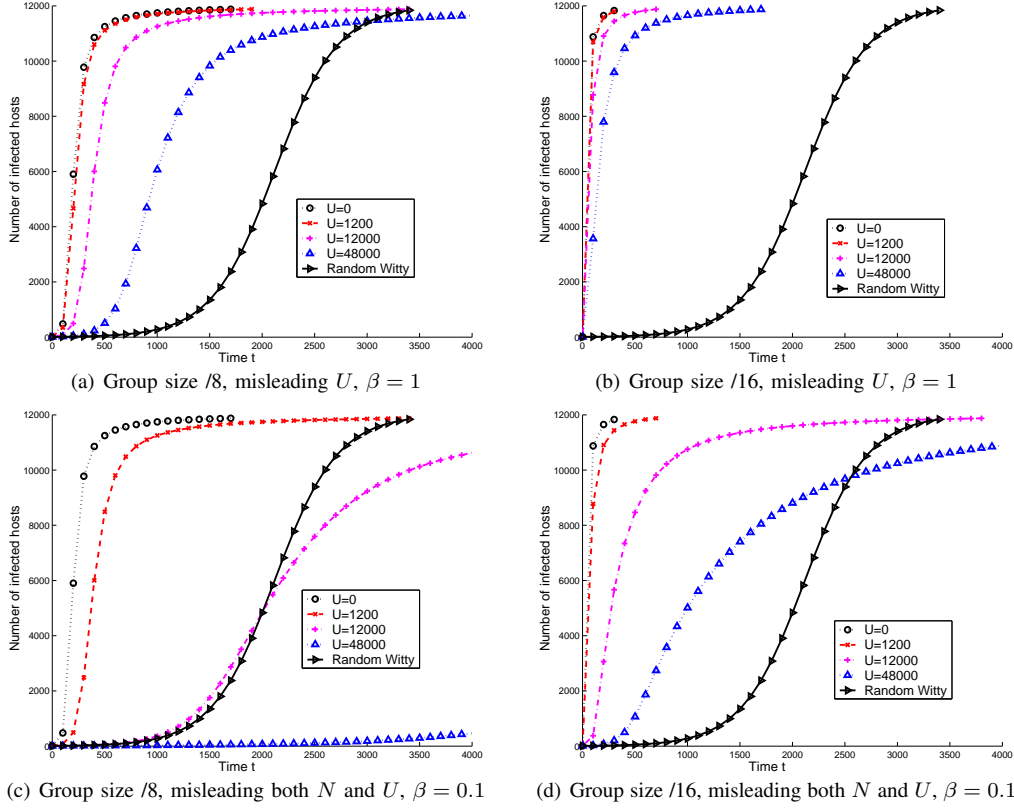 12000
10000
8000
6000
4000
2000
0
Number of infected hosts
0 500 1000 1500 2000 2500 3000 3500 4000
Time t
U=0
U=1200
U=12000
U=48000
Random Witty
(a) Group size /8, misleading U, β = 1
12000
10000
8000
6000
4000
2000
0
Number of infected hosts
0 500 1000 1500 2000 2500 3000 3500 4000
Time t
U=0
U=1200
U=12000
U=48000
Random Witty
(b) Group size /16, misleading U, β = 1
12000
10000
8000
6000
4000
2000
0
Number of infected hosts
0 500 1000 1500 2000 2500 3000 3500 4000
Time t
U=0
U=1200
U=12000
U=48000
Random Witty
(c) Group size /8, misleading both N and U, β = 0.1
12000
10000
8000
6000
4000
2000
0
Number of infected hosts
0 500 1000 1500 2000 2500 3000 3500 4000
Time t
U=0
U=1200
U=12000
U=48000
Random Witty
(d) Group size /16, misleading both N and U, β = 0.1